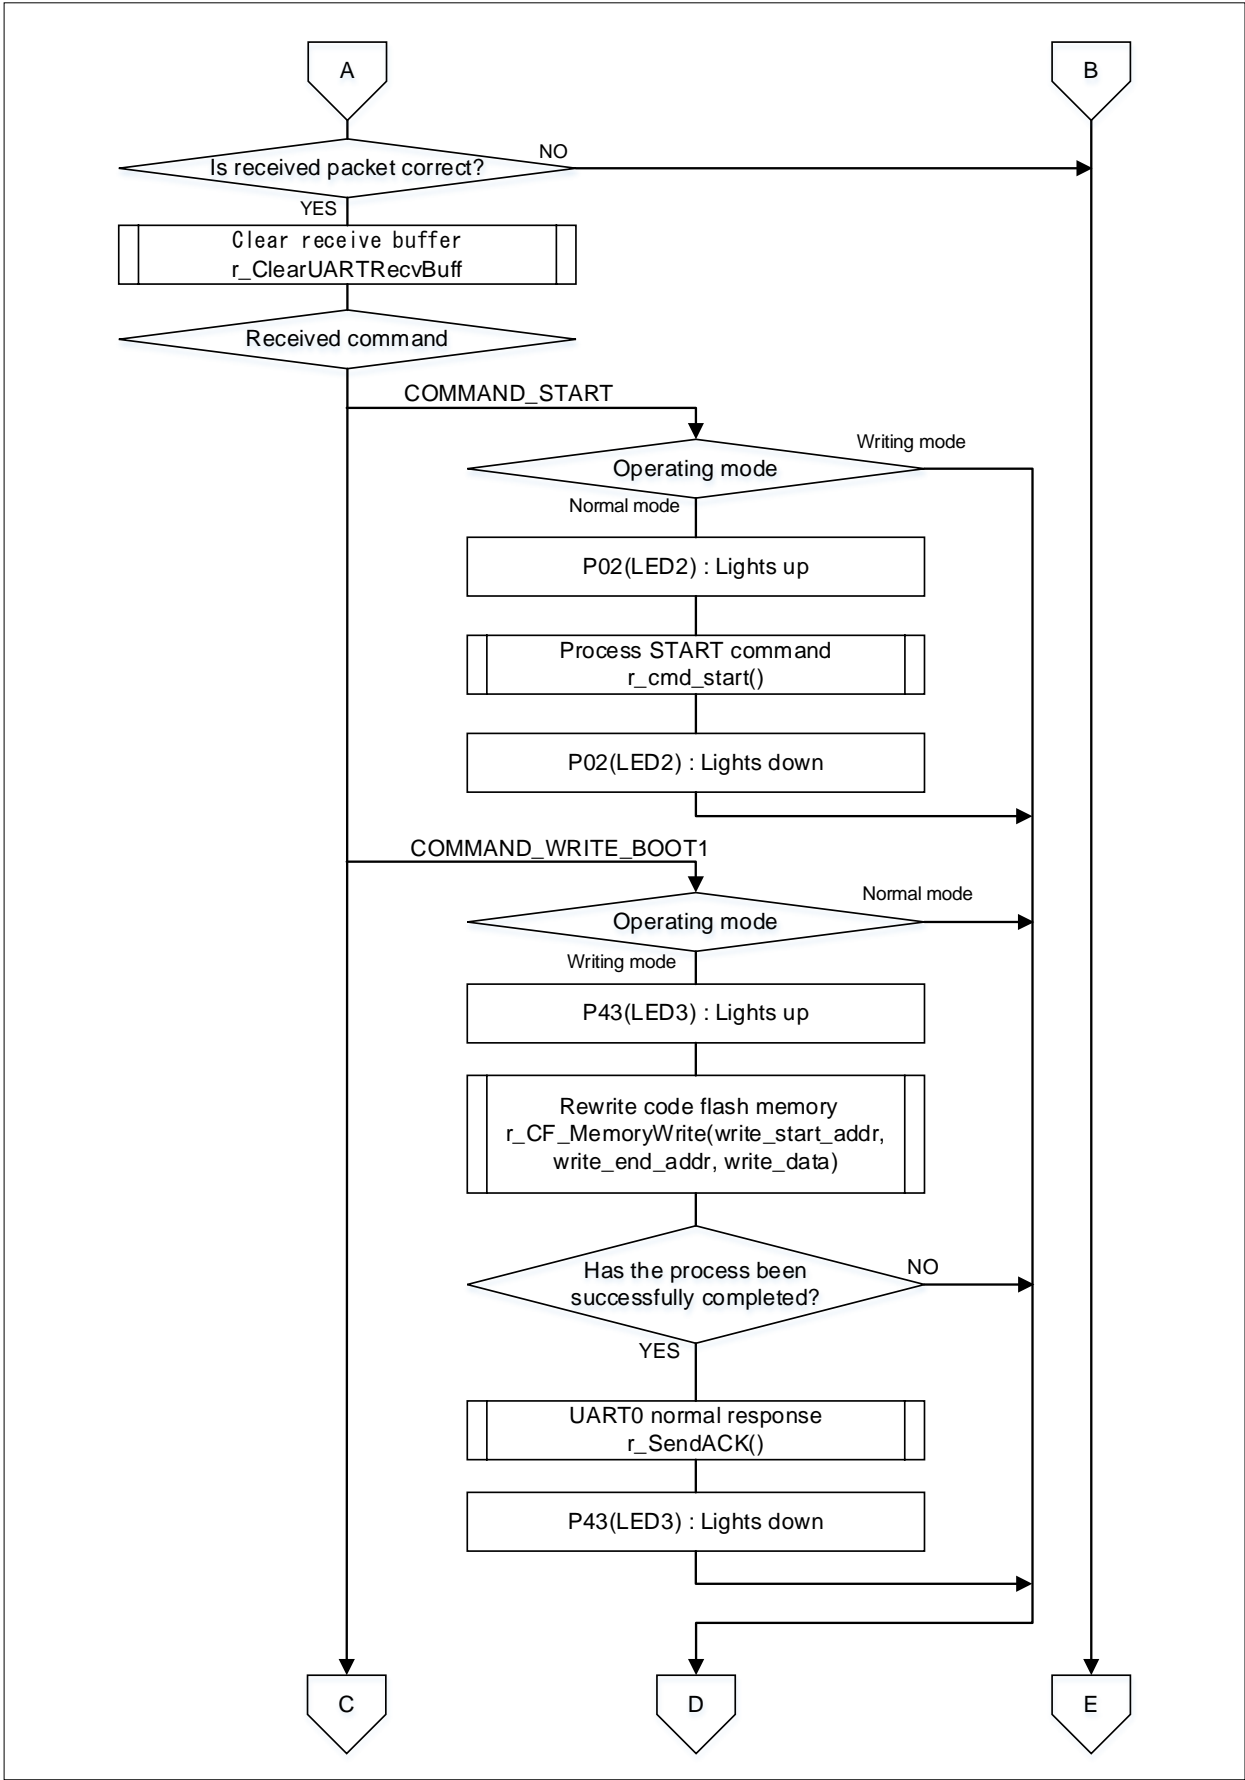 A
B
Is received packet correct?
NO
YES
Clear receive buffer
r_ClearUARTRecvBuff
Received command
COMMAND_START
Writing mode
Operating mode
Normal mode
P02(LED2) : Lights up
Process START command
r_cmd_start()
P02(LED2) : Lights down
COMMAND_WRITE_BOOT1
Normal mode
Operating mode
Writing mode
P43(LED3) : Lights up
Rewrite code flash memory
r_CF_MemoryWrite(write_start_addr,
write_end_addr, write_data)
Has the process been
successfully completed?
NO
YES
UART0 normal response
r_SendACK()
P43(LED3) : Lights down
C
D
E